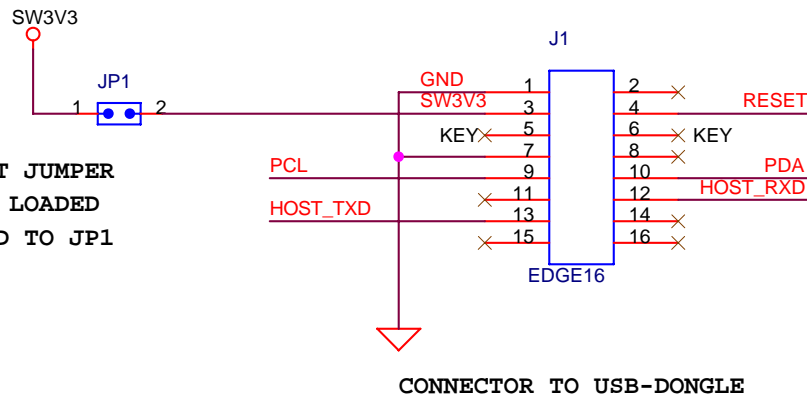 SW3V3
J1
JP1
GND
1
2
SW3V3
3
4
RESET
1
2
KEY
5
6
KEY
7
8
PCL
9
10
PDA
11
12
HOST_RXD
HOST_TXD
13
14
15
16
T JUMPER
LOADED
D TO JP1
EDGE16
CONNECTOR TO USB-DONGLE